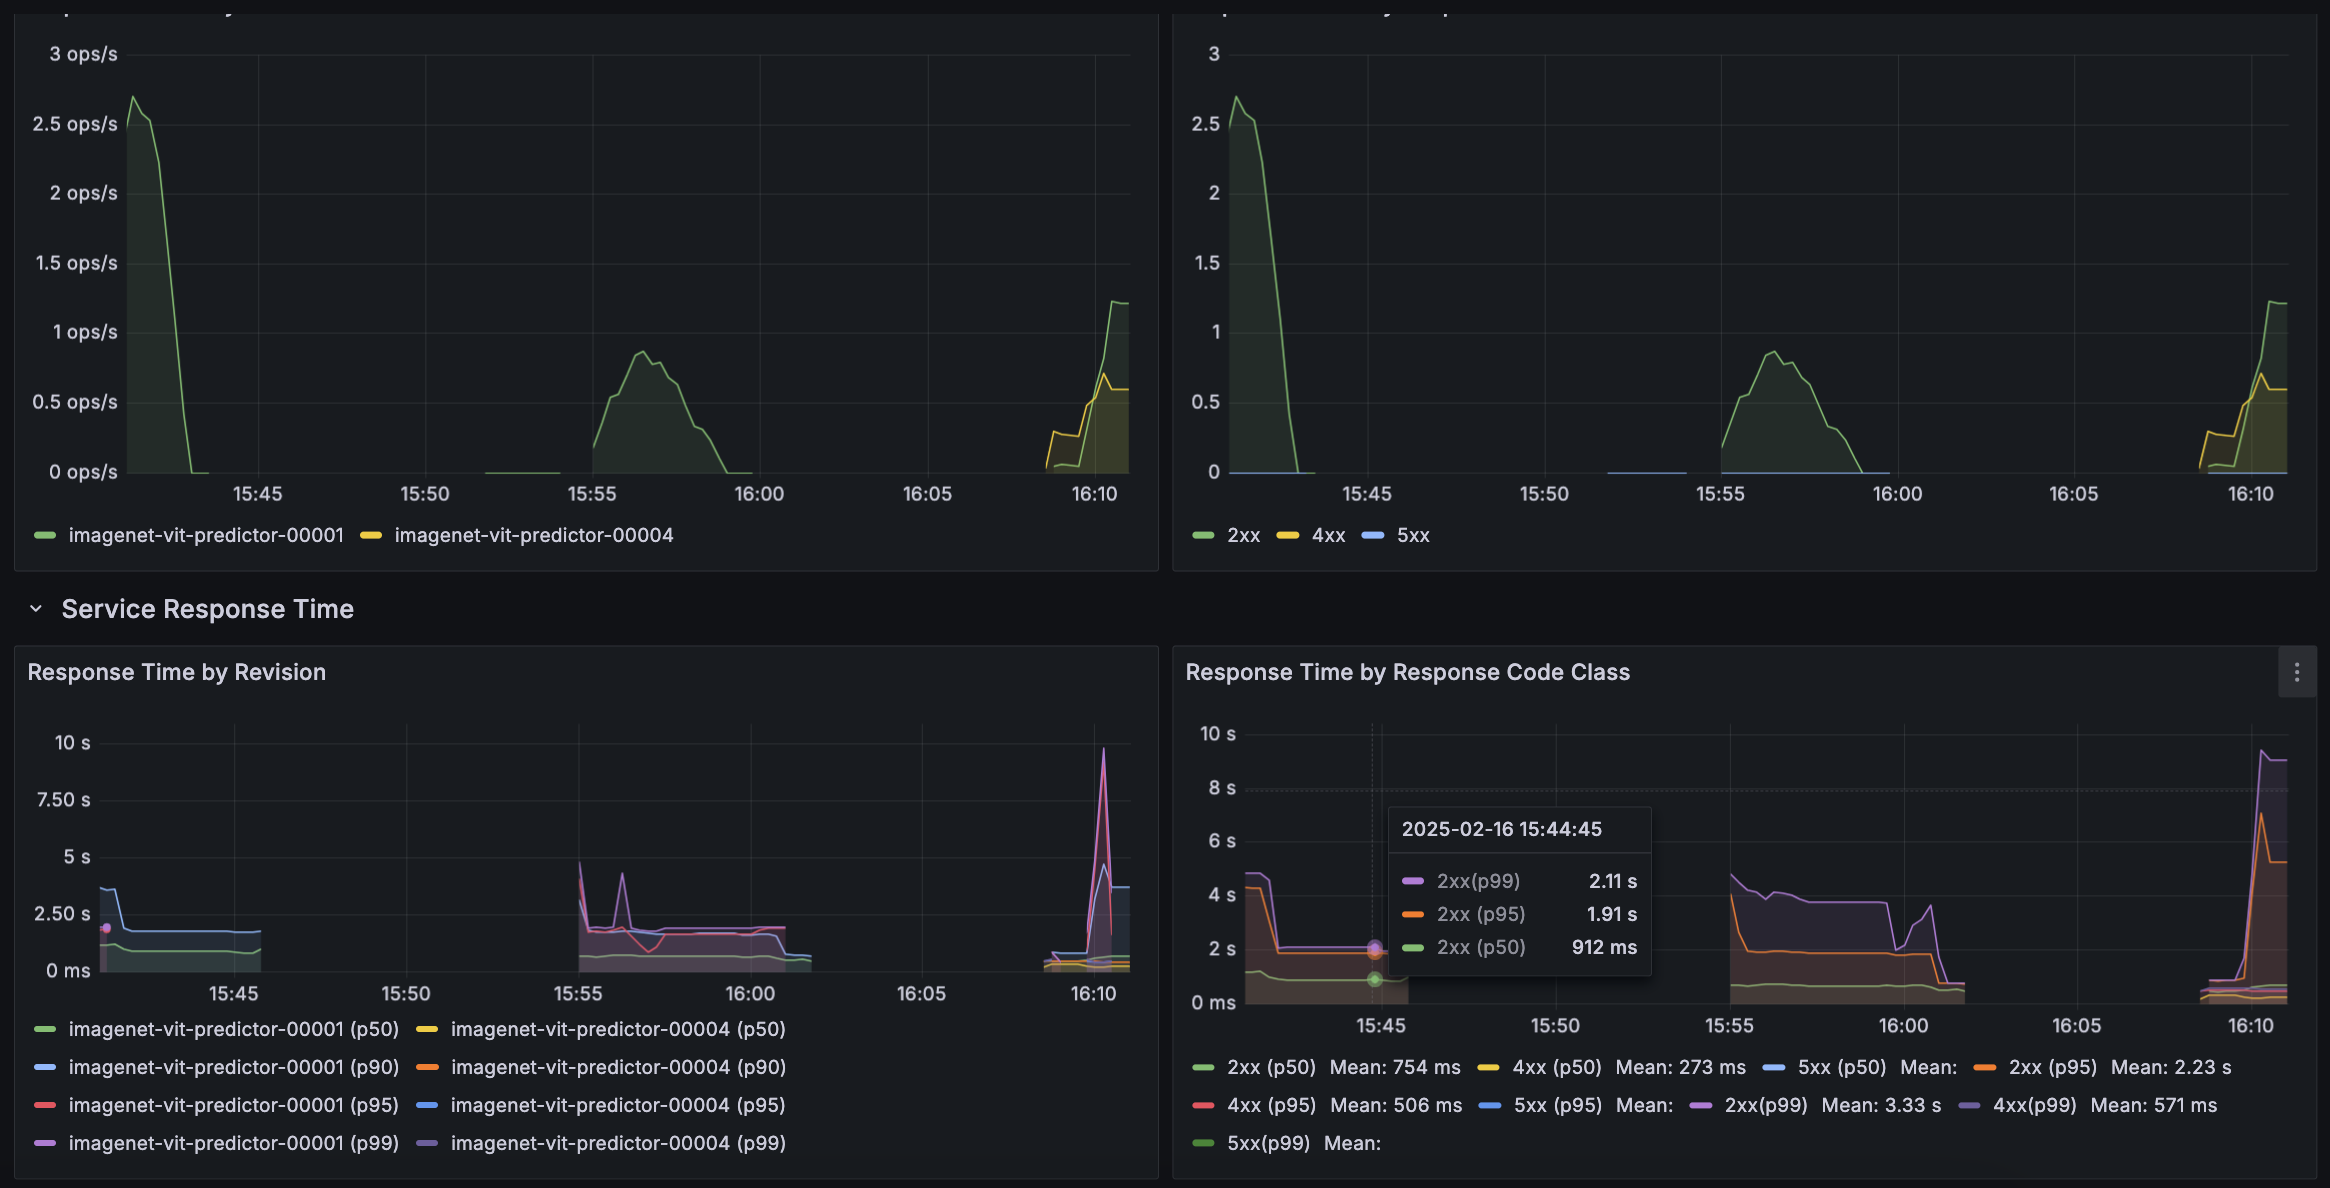 3 ops/s
2.5 ops/s
2 ops/s
1.5 ops/s
1 ops/s
0.5 ops/s
0 ops/s
15:45 15:50 15:55 16:00 16:05 16:10
imagenet-vit-predictor-00001 imagenet-vit-predictor-00004
3
2.5
2
1.5
1
0.5
0
15:45 15:50 15:55 16:00 16:05 16:10
2xx 4xx 5xx
Service Response Time
Response Time by Revision
10 s
7.50 s
5 s
2.50 s
0 ms
15:45 15:50 15:55 16:00 16:05 16:10
imagenet-vit-predictor-00001 (p50) imagenet-vit-predictor-00004 (p50)
imagenet-vit-predictor-00001 (p90) imagenet-vit-predictor-00004 (p90)
imagenet-vit-predictor-00001 (p95) imagenet-vit-predictor-00004 (p95)
imagenet-vit-predictor-00001 (p99) imagenet-vit-predictor-00004 (p99)
Response Time by Response Code Class
10 s
8 s
6 s
4 s
2 s
0 ms
2025-02-16 15:44:45
2xx(p99) 2.11 s
2xx (p95) 1.91 s
2xx (p50) 912 ms
15:45 15:50 15:55 16:00 16:05 16:10
2xx (p50) Mean: 754 ms 4xx (p50) Mean: 273 ms 5xx (p50) Mean: 2xx (p95) Mean: 2.23 s
4xx (p95) Mean: 506 ms 5xx (p95) Mean: 2xx(p99) Mean: 3.33 s 4xx(p99) Mean: 571 ms
5xx(p99) Mean: